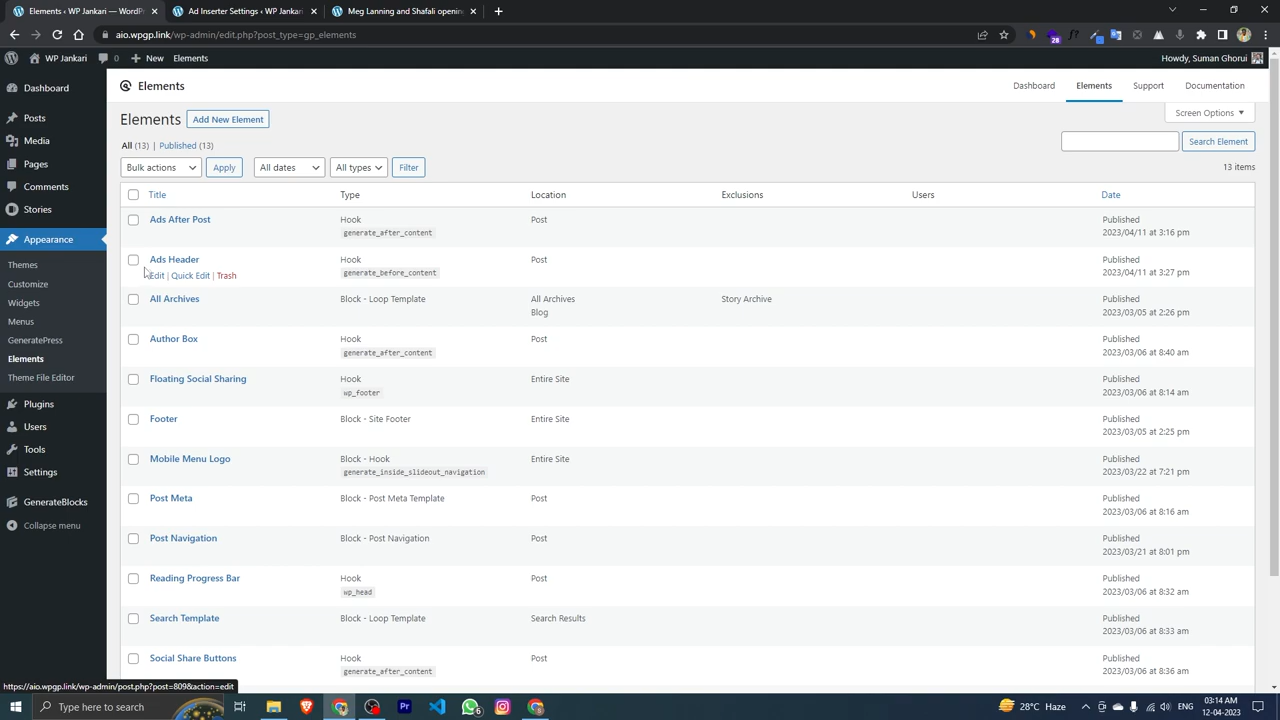 Elements ‹ WP Jankari — WordP
Ads Inserter Settings ‹ WP Jankari
Meg Lanning and Shafali opening
aio.wpgp.link/wp-admin/edit.php?post_type=gp_elements
28
WP Jankari
0
New
Elements
Howdy, Suman Ghorui
Dashboard
Posts
Media
Pages
Comments
Stories
Appearance
Themes
Customize
Widgets
Menus
GeneratePress
Elements
Theme File Editor
Plugins
Users
Tools
Settings
GenerateBlocks
Collapse menu
Elements
Dashboard
Elements
Support
Documentation
Elements
Add New Element
Screen Options
All (13) | Published (13)
Search Element
Bulk actions
Apply
All dates
All types
Filter
13 items
Title Type Location Exclusions Users Date
Ads After Post Hook Post Published
generate_after_content 2023/04/11 at 3:16 pm
Ads Header Hook Post Published
Edit | Quick Edit | Trash generate_before_content 2023/04/11 at 3:27 pm
All Archives Block - Loop Template All Archives Story Archive Published
Blog 2023/03/05 at 2:26 pm
Author Box Hook Post Published
generate_after_content 2023/03/06 at 8:40 am
Floating Social Sharing Hook Entire Site Published
wp_footer 2023/03/06 at 8:14 am
Footer Block - Site Footer Entire Site Published
2023/03/05 at 2:25 pm
Mobile Menu Logo Block - Hook Entire Site Published
generate_inside_slideout_navigation 2023/03/22 at 7:21 pm
Post Meta Block - Post Meta Template Post Published
2023/03/06 at 8:16 am
Post Navigation Block - Post Navigation Post Published
2023/03/21 at 8:01 pm
Reading Progress Bar Hook Post Published
wp_head 2023/03/06 at 8:32 am
Search Template Block - Loop Template Search Results Published
2023/03/06 at 8:33 am
Social Share Buttons Hook Post Published
generate_after_content 2023/03/06 at 8:36 am
https://aio.wpgp.link/wp-admin/post.php?post=809&action=edit
Type here to search
28°C Haze
ENG
03:14 AM
12-04-2023